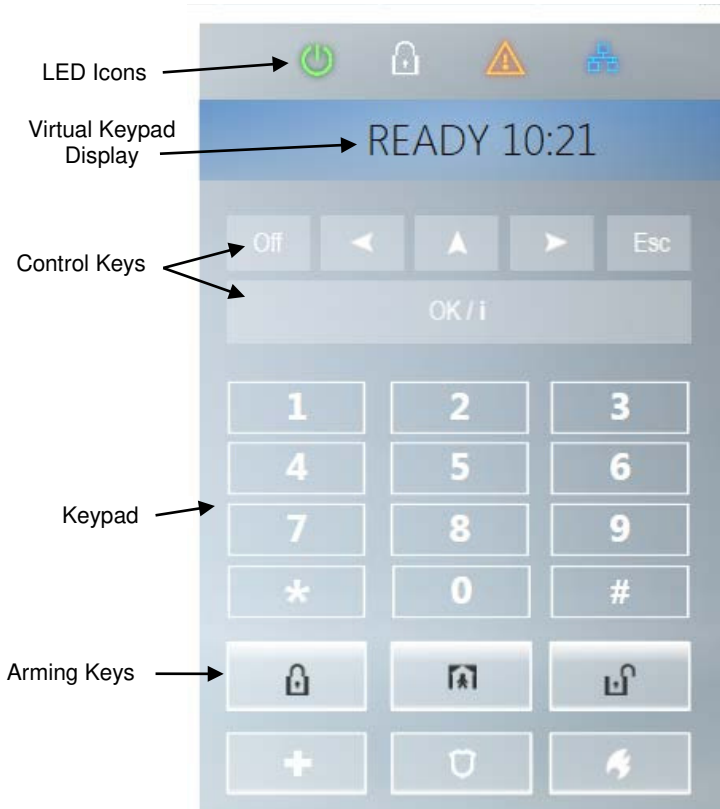 LED Icons
Virtual Keypad
Display
READY 10:21
Control Keys
Off
Esc
OK / i
1 2 3
4 5 6
Keypad
7 8 9
* 0 #
Arming Keys